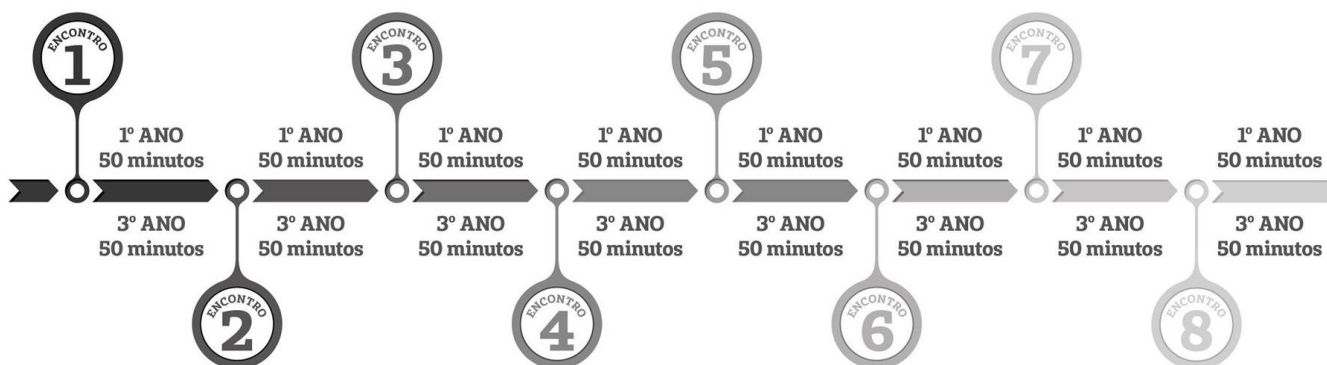 ENCONTRO
1
ENCONTRO
3
ENCONTRO
5
ENCONTRO
7
1º ANO
50 minutos
1º ANO
50 minutos
1º ANO
50 minutos
1º ANO
50 minutos
1º ANO
50 minutos
1º ANO
50 minutos
1º ANO
50 minutos
1º ANO
50 minutos
3º ANO
50 minutos
3º ANO
50 minutos
3º ANO
50 minutos
3º ANO
50 minutos
3º ANO
50 minutos
3º ANO
50 minutos
3º ANO
50 minutos
3º ANO
50 minutos
ENCONTRO
2
ENCONTRO
4
ENCONTRO
6
ENCONTRO
8